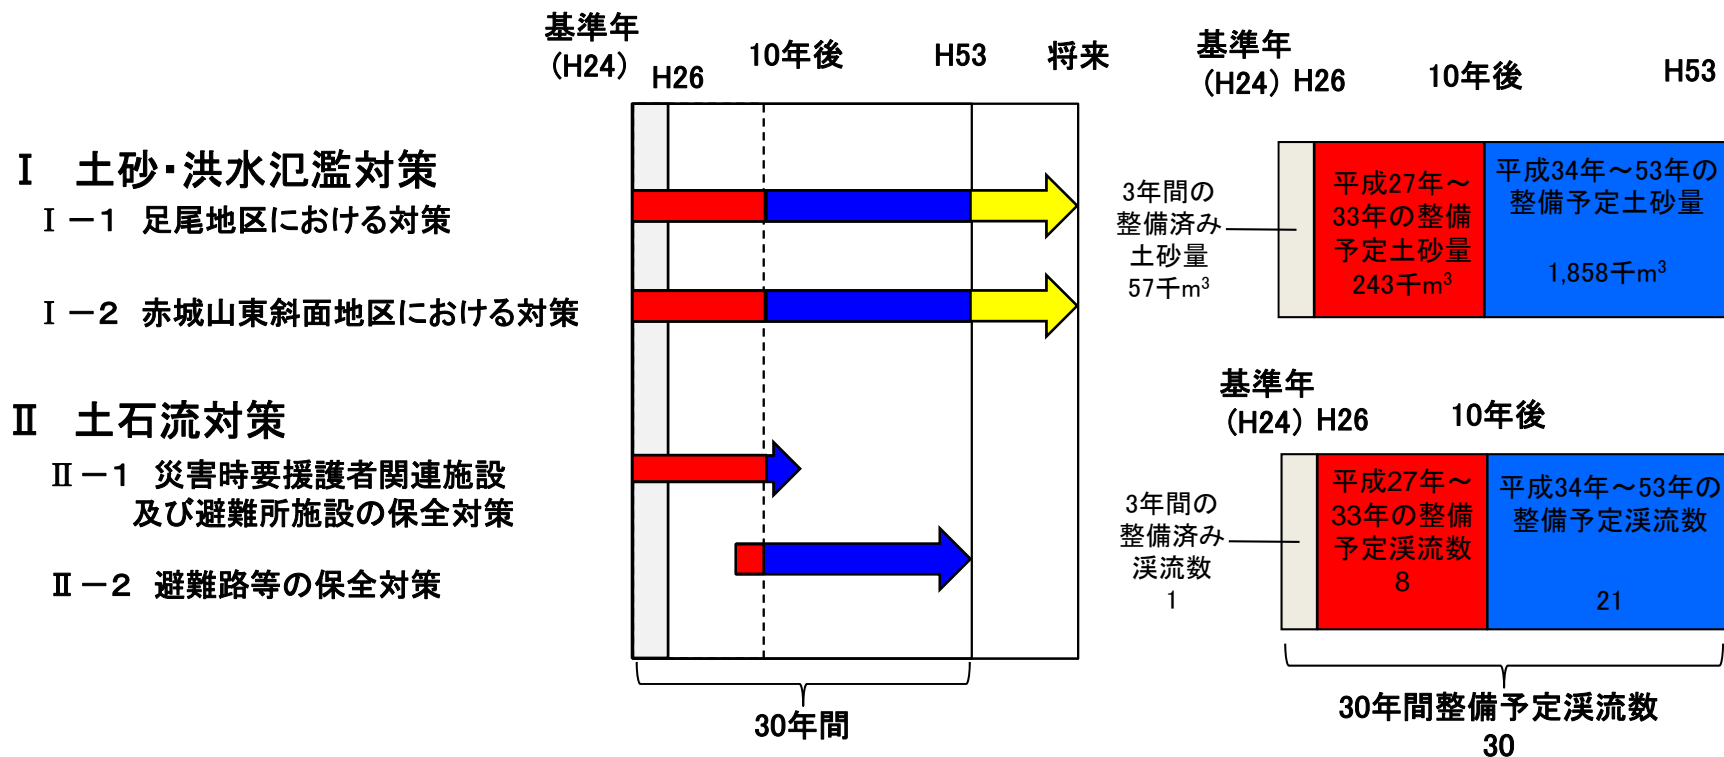 基準年
(H24)
H26
10年後
H53
将来
Ⅰ 土砂・洪水氾濫対策
Ⅰ－1 足尾地区における対策
Ⅰ－2 赤城山東斜面地区における対策
Ⅱ 土石流対策
Ⅱ－1 災害時要援護者関連施設
及び避難所施設の保全対策
Ⅱ－2 避難路等の保全対策
30年間
基準年
(H24)
H26
10年後
H53
3年間の
整備済み
土砂量
57千m³
平成27年～
33年の整備
予定土砂量
243千m³
平成34年～53年の
整備予定土砂量
1,858千m³
基準年
(H24)
H26
10年後
3年間の
整備済み
渓流数
1
平成27年～
33年の整備
予定渓流数
8
平成34年～53年の
整備予定渓流数
21
30年間整備予定渓流数
30